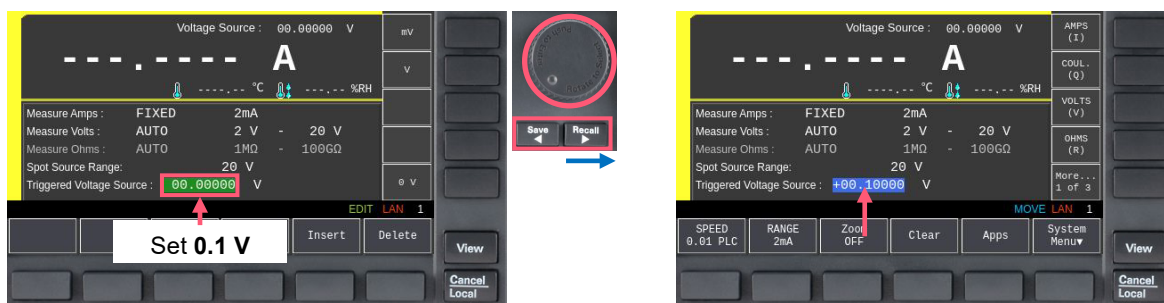 Voltage Source : 00.00000 V
mV
---.---- A
V
----.-- °C ---.-- %RH
Measure Amps : FIXED 2mA
Measure Volts : AUTO 2 V - 20 V
Measure Ohms : AUTO 1MΩ - 100GΩ
Spot Source Range: 20 V
Triggered Voltage Source : 00.00000 V
0 V
EDIT LAN 1
Insert Delete
Set 0.1 V
View
Cancel
Local
Save Recall
Voltage Source : 00.00000 V
AMPS
(I)
---.---- A
COUL.
(Q)
----.-- °C ---.-- %RH
VOLTS
(V)
Measure Amps : FIXED 2mA
Measure Volts : AUTO 2 V - 20 V
OHMS
(R)
Measure Ohms : AUTO 1MΩ - 100GΩ
Spot Source Range: 20 V
More...
1 of 3
Triggered Voltage Source : +00.10000 V
MOVE LAN 1
SPEED
0.01 PLC
RANGE
2mA
Zoom
OFF
Clear
Apps
System
Menu▼
View
Cancel
Local